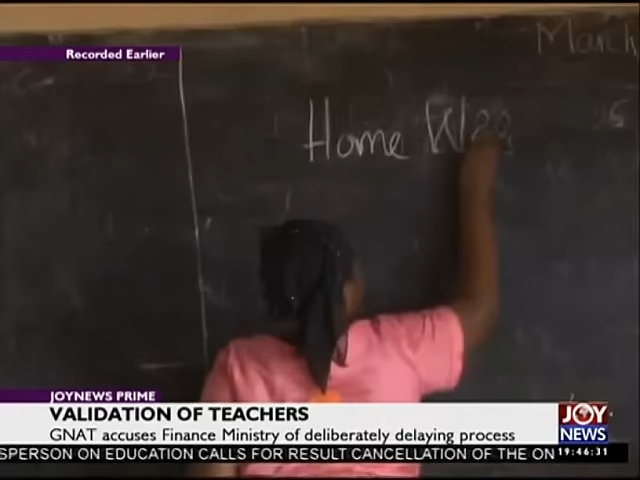 March
Recorded Earlier
Home
JOYNEWS PRIME
VALIDATION OF TEACHERS
GNAT accuses Finance Ministry of deliberately delaying process
JOY
NEWS
SPERSON ON EDUCATION CALLS FOR RESULT CANCELLATION OF THE ON
19:46:31